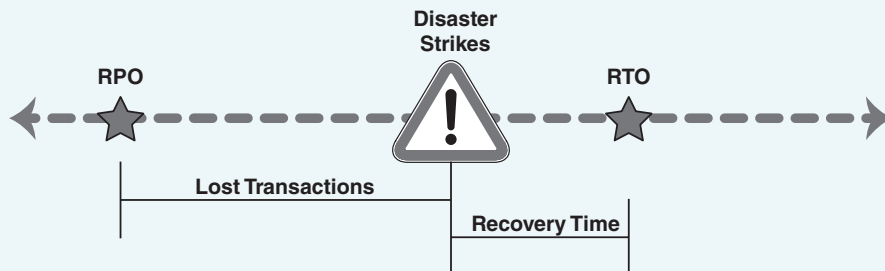 Disaster
Strikes
RPO
RTO
!
Lost Transactions
Recovery Time